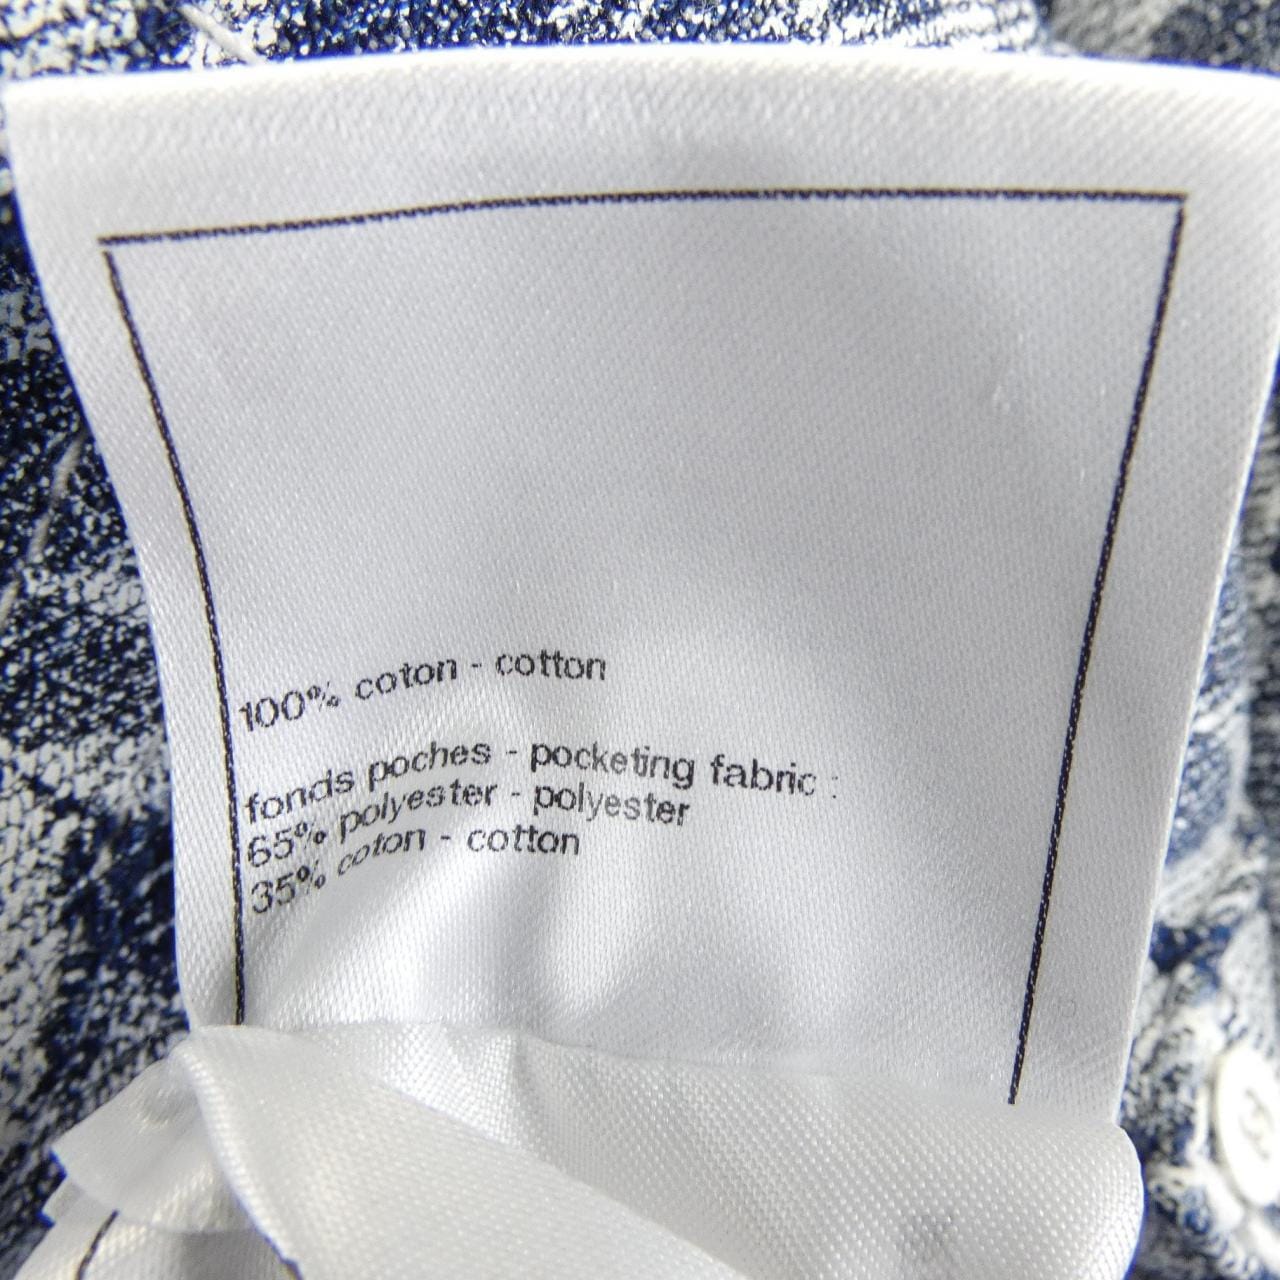 100% coton - cotton
fonds poches - pocketing fabric :
65% polyester - polyester
35% coton - cotton